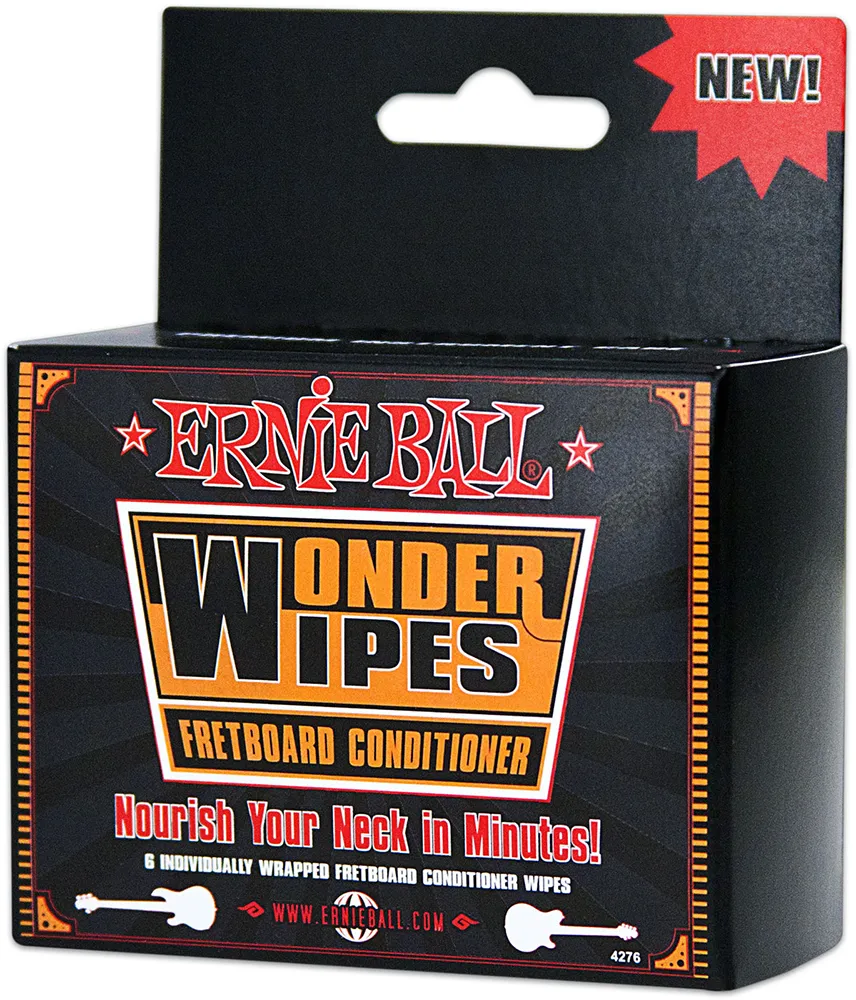 NEW!
ERNIE BALL®
WONDER
WIPES
FRETBOARD CONDITIONER
Nourish Your Neck in Minutes!
6 INDIVIDUALLY WRAPPED FRETBOARD CONDITIONER WIPES
WWW.ERNIEBALL.COM
4276